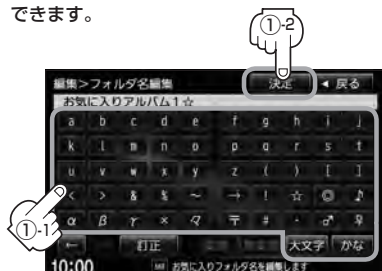 できます。
①-2
編集>フォルダ名編集 決定 ◀ 戻る
お気に入りアルバム1☆
a b c d e f g h i j
k l m n o p q r s t
u v w x y z ( ) [ ]
< > & % ~ → ! ☆ ◎ ♪
α β γ × 〒 # ・ ♂ ♀
①-1
← 訂正 大文字 かな
10:00 お気に入りフォルダ名を編集します